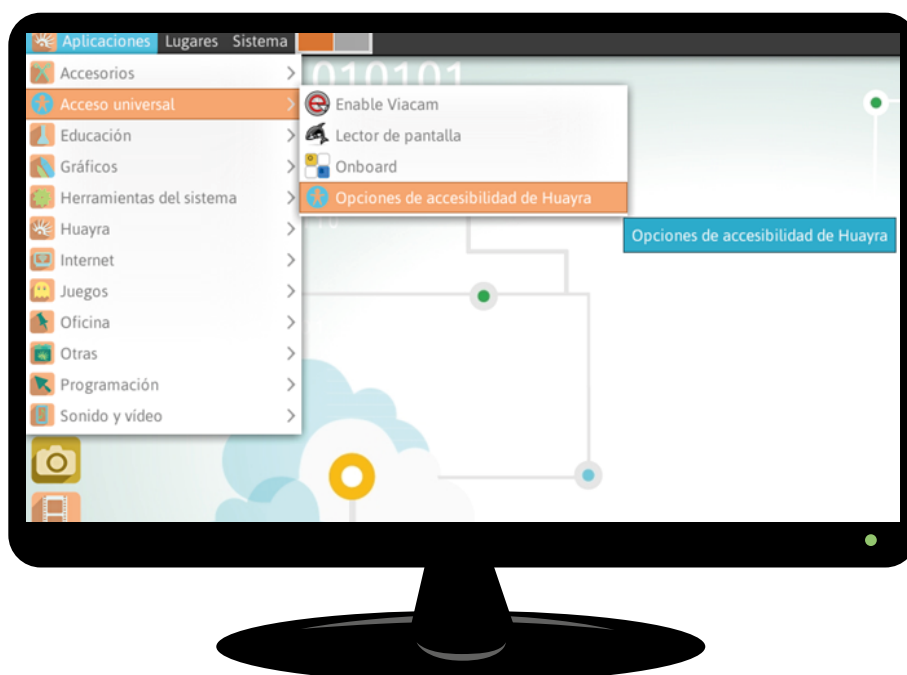 Aplicaciones Lugares Sistema
010101
Accesorios
Acceso universal
Educación
Gráficos
Herramientas del sistema
Huayra
Internet
Juegos
Oficina
Otras
Programación
Sonido y vídeo
Enable Viacam
Lector de pantalla
Onboard
Opciones de accesibilidad de Huayra
Opciones de accesibilidad de Huayra